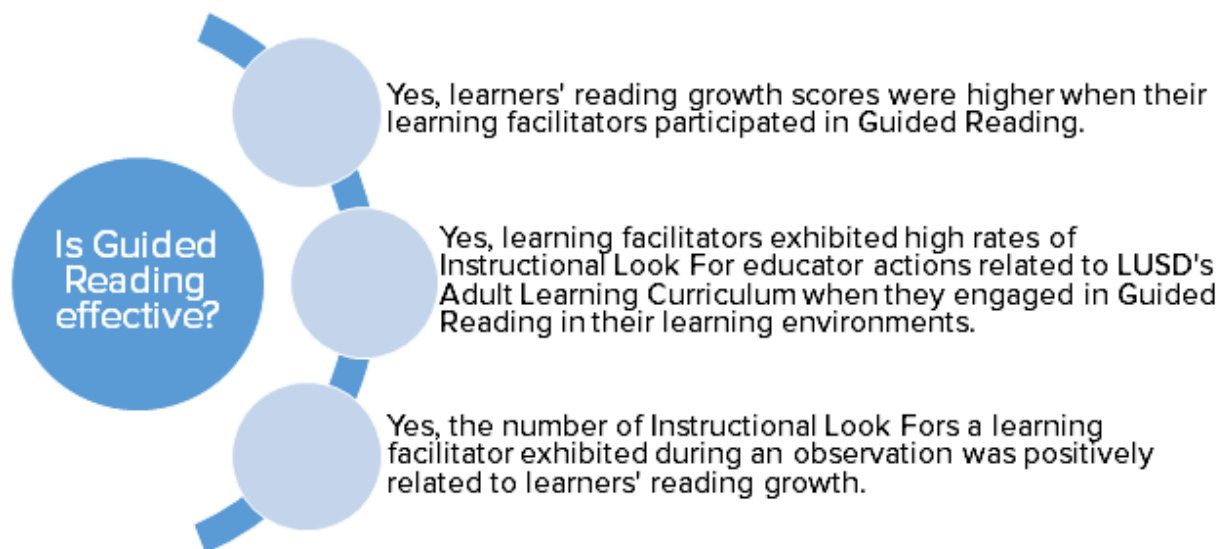 Is Guided
Reading
effective?
Yes, learners' reading growth scores were higher when their
learning facilitators participated in Guided Reading.
Yes, learning facilitators exhibited high rates of
Instructional Look For educator actions related to LUSD's
Adult Learning Curriculum when they engaged in Guided
Reading in their learning environments.
Yes, the number of Instructional Look Fors a learning
facilitator exhibited during an observation was positively
related to learners' reading growth.